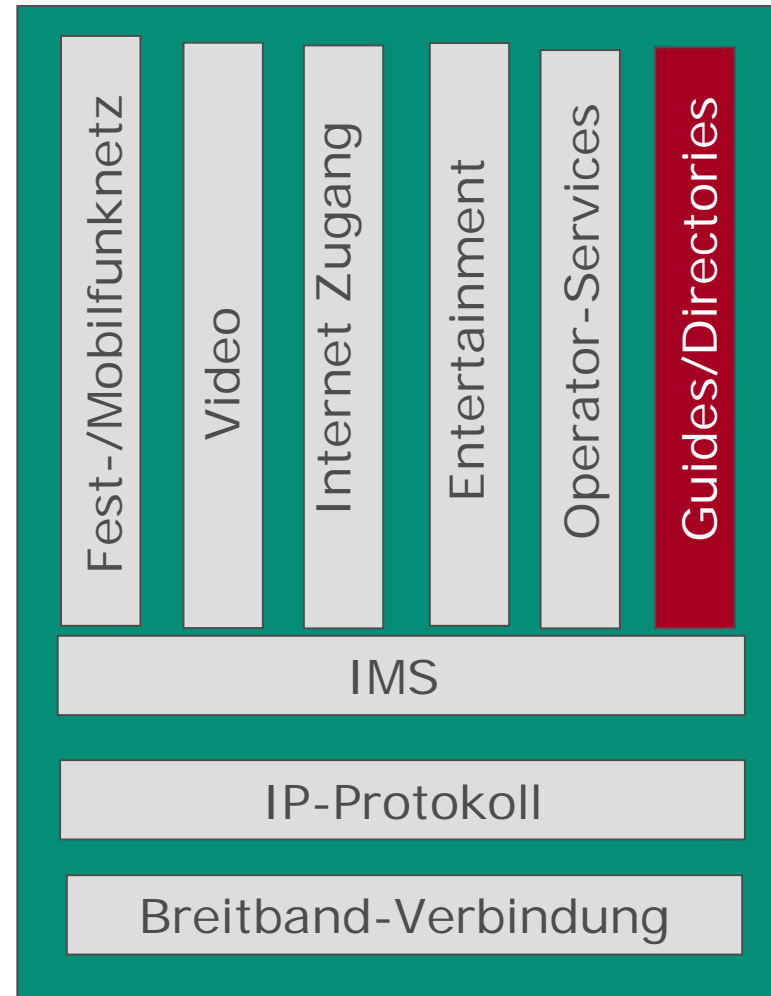 Fest-/Mobilfunknetz
Video
Internet Zugang
Entertainment
Operator-Services
Guides/Directories
IMS
IP-Protokoll
Breitband-Verbindung